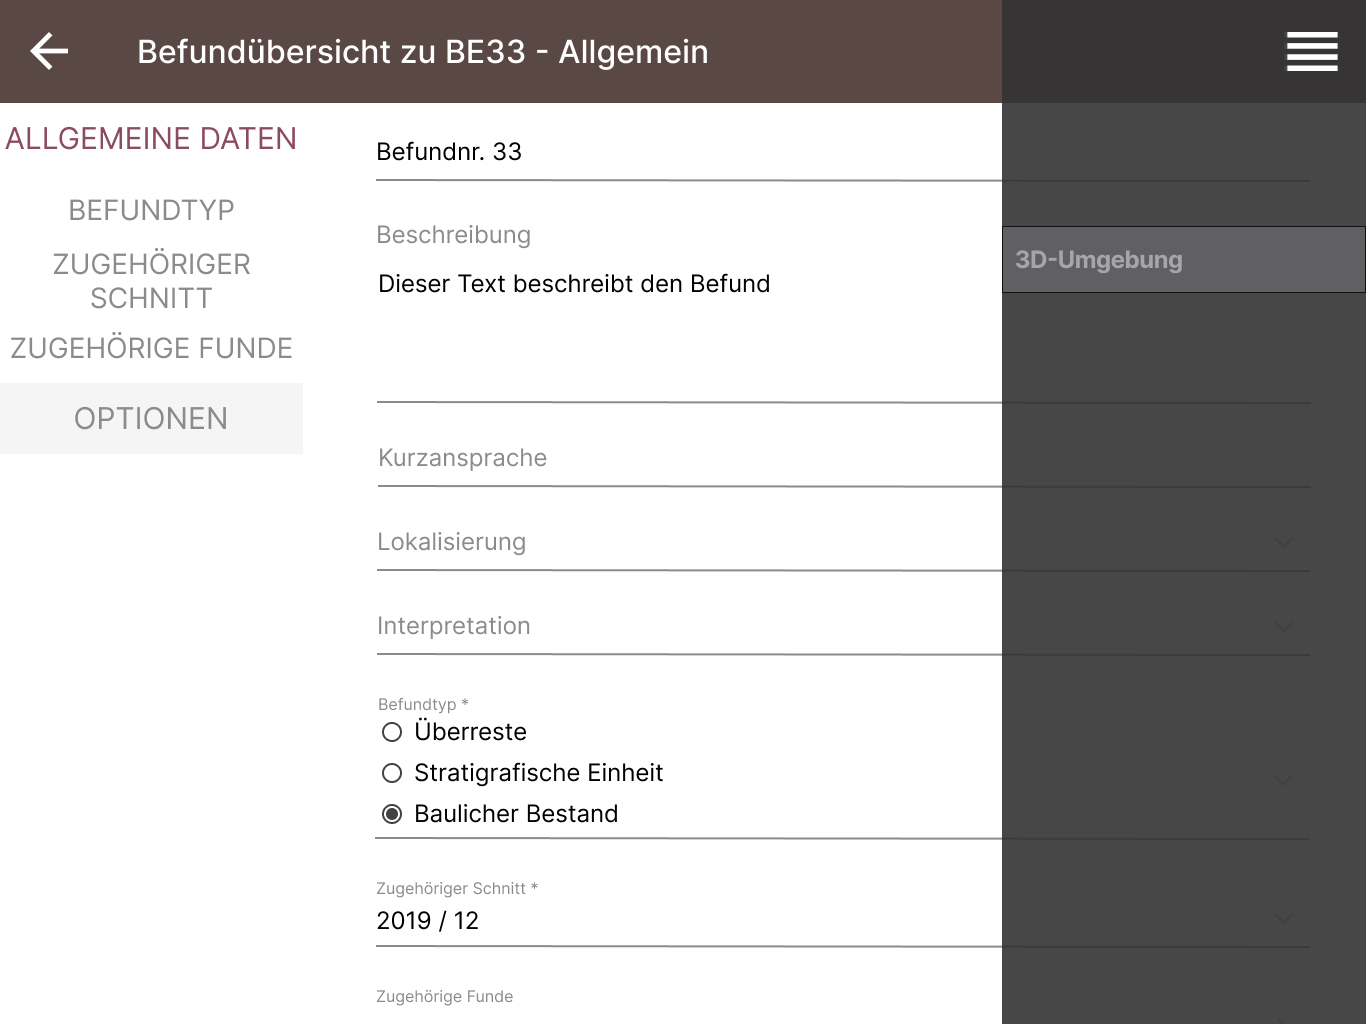 Befundübersicht zu BE33 - Allgemein
ALLGEMEINE DATEN
BEFUNDTYP
ZUGEHÖRIGER
SCHNITT
ZUGEHÖRIGE FUNDE
OPTIONEN
Befundnr. 33
Beschreibung
Dieser Text beschreibt den Befund
Kurzansprache
Lokalisierung
Interpretation
Befundtyp *
Überreste
Stratigrafische Einheit
Baulicher Bestand
Zugehöriger Schnitt *
2019 / 12
Zugehörige Funde
3D-Umgebung